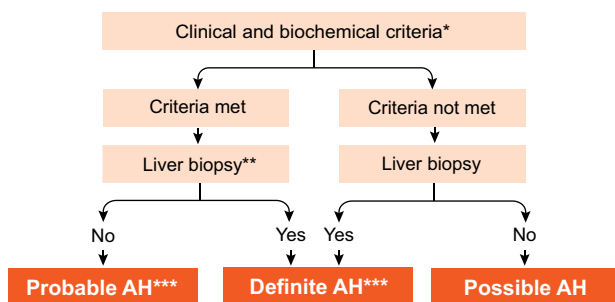 Clinical and biochemical criteria*
Criteria met
Criteria not met
Liver biopsy**
Liver biopsy
No
Yes
Yes
No
Probable AH***
Definite AH***
Possible AH